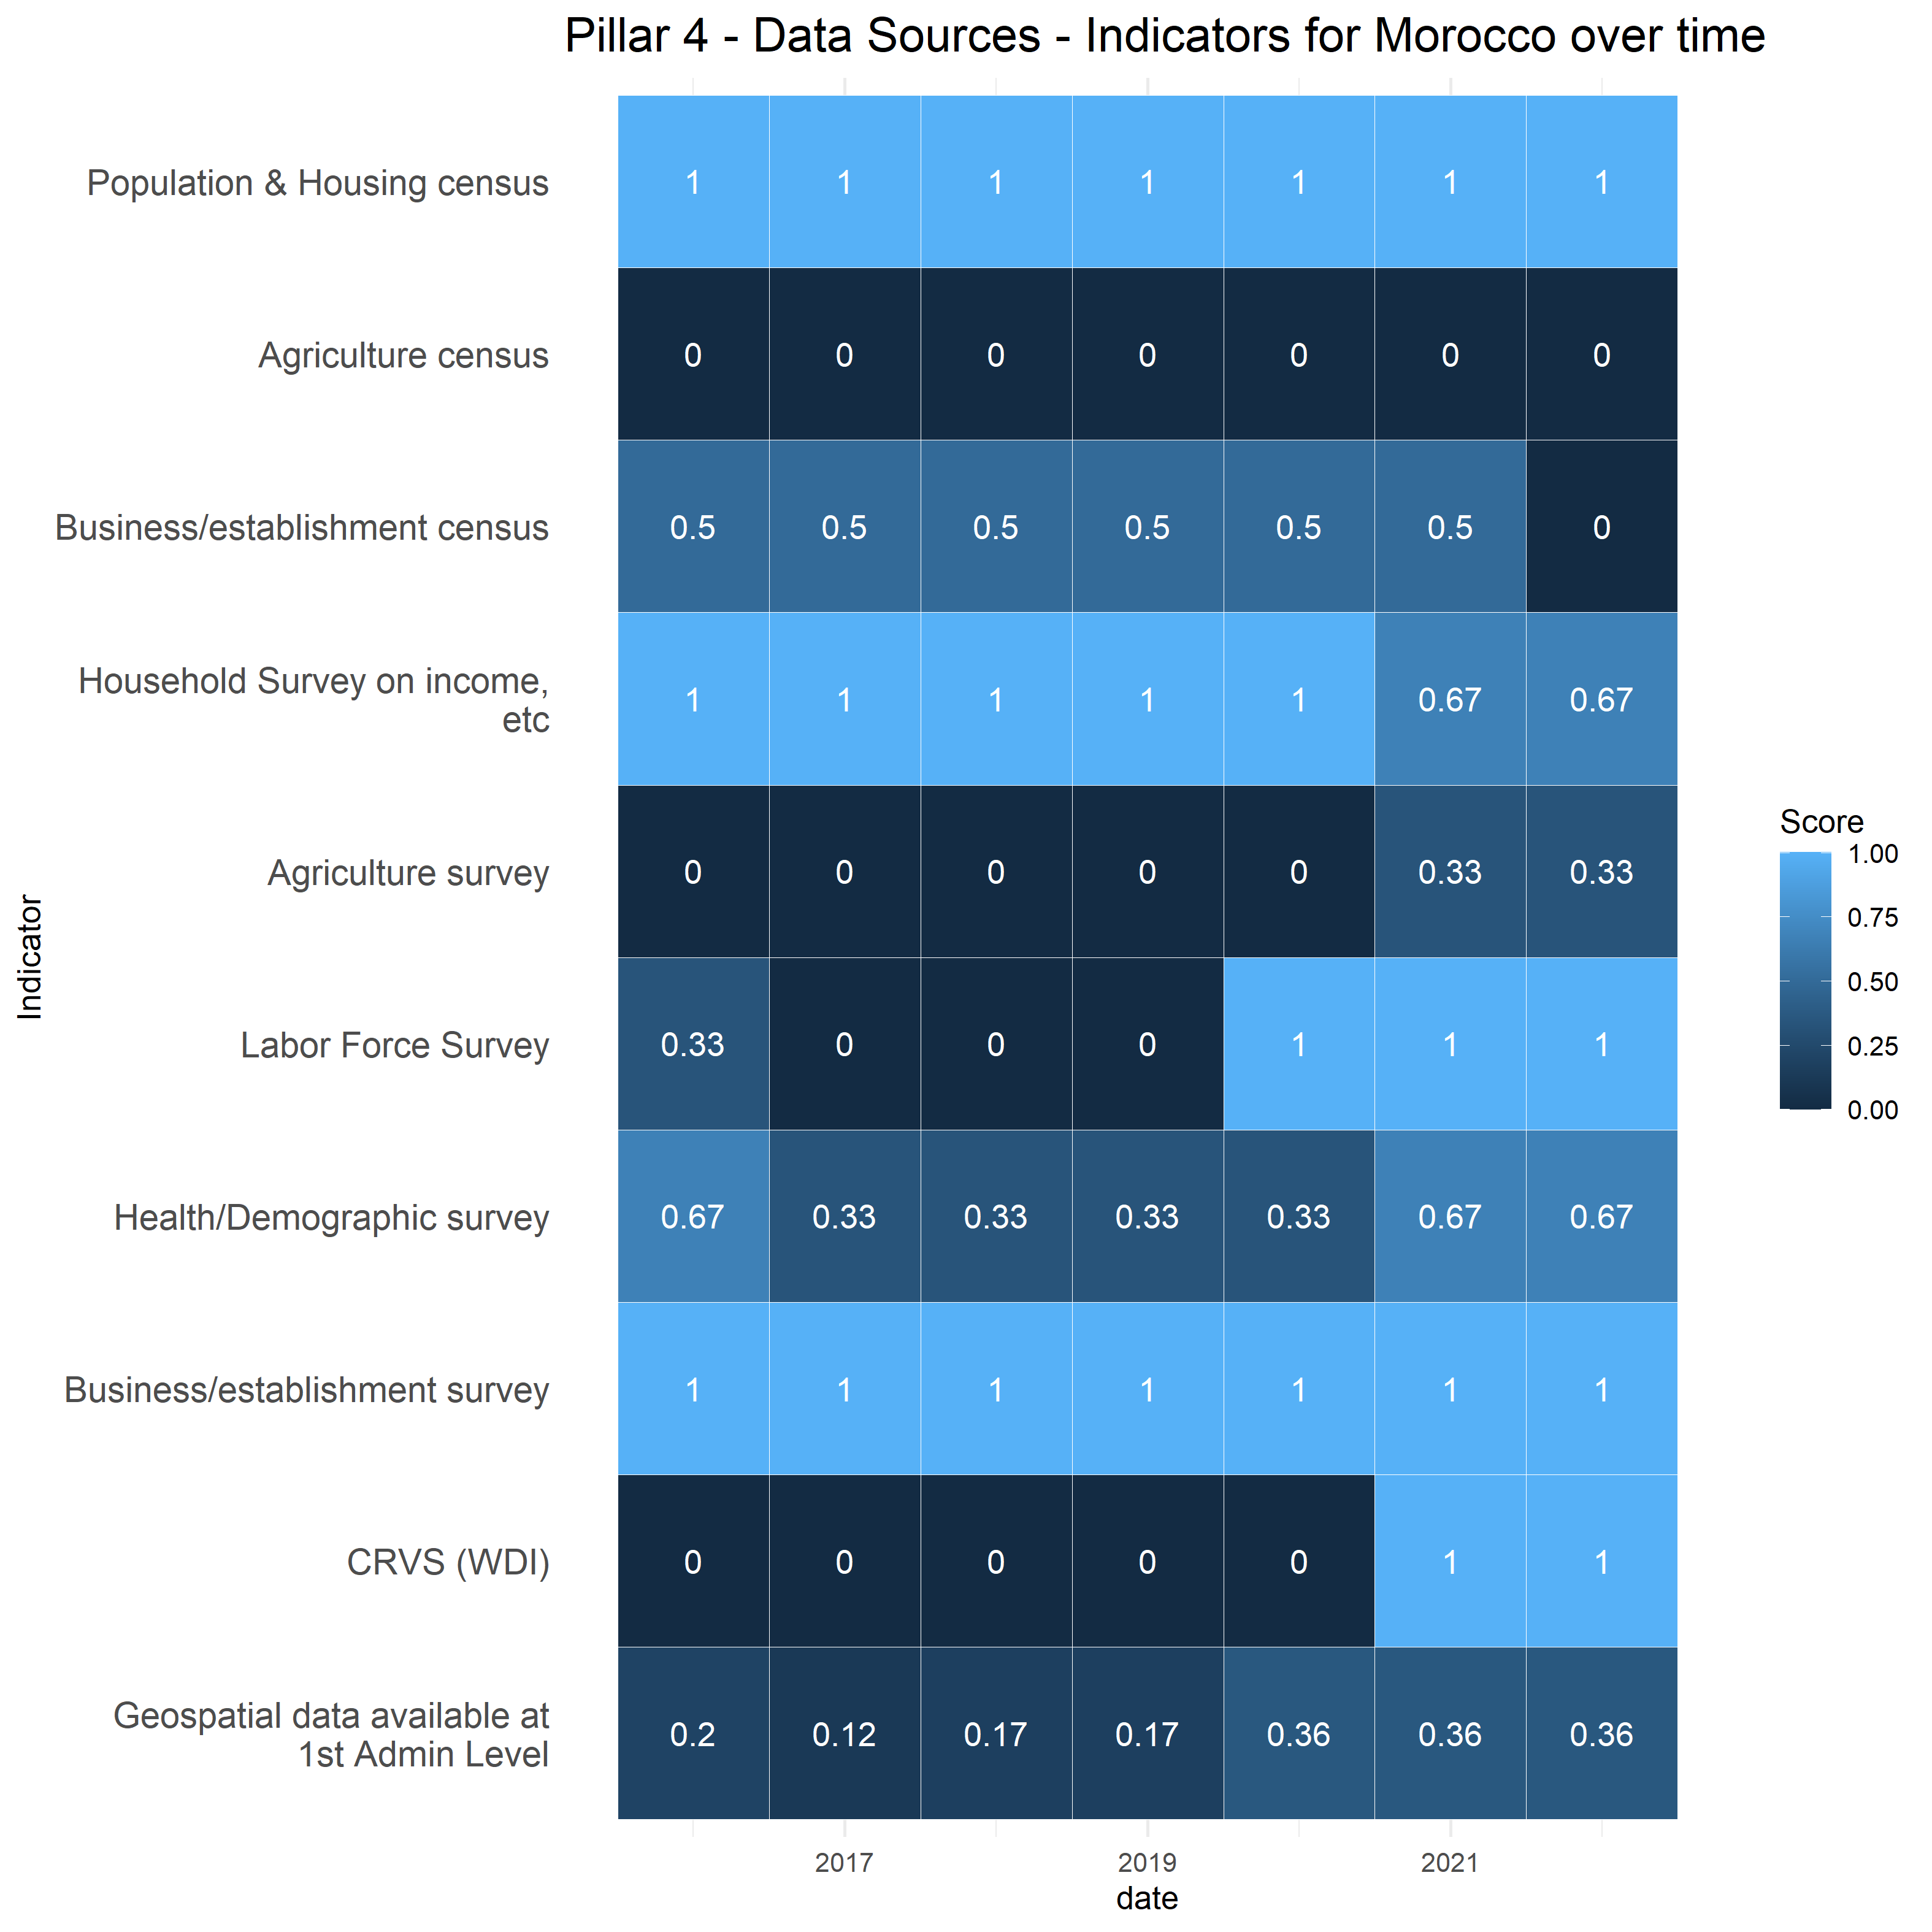 Pillar 4 - Data Sources - Indicators for Morocco over time
Population & Housing census
1 1 1 1 1 1 1
Agriculture census
0 0 0 0 0 0 0
Business/establishment census
0.5 0.5 0.5 0.5 0.5 0.5 0
Household Survey on income,
etc
1 1 1 1 1 0.67 0.67
Agriculture survey
0 0 0 0 0 0.33 0.33
Labor Force Survey
0.33 0 0 0 1 1 1
Health/Demographic survey
0.67 0.33 0.33 0.33 0.33 0.67 0.67
Business/establishment survey
1 1 1 1 1 1 1
CRVS (WDI)
0 0 0 0 0 1 1
Geospatial data available at
1st Admin Level
0.2 0.12 0.17 0.17 0.36 0.36 0.36
2017 2019 2021
date
Indicator
Score
1.00
0.75
0.50
0.25
0.00